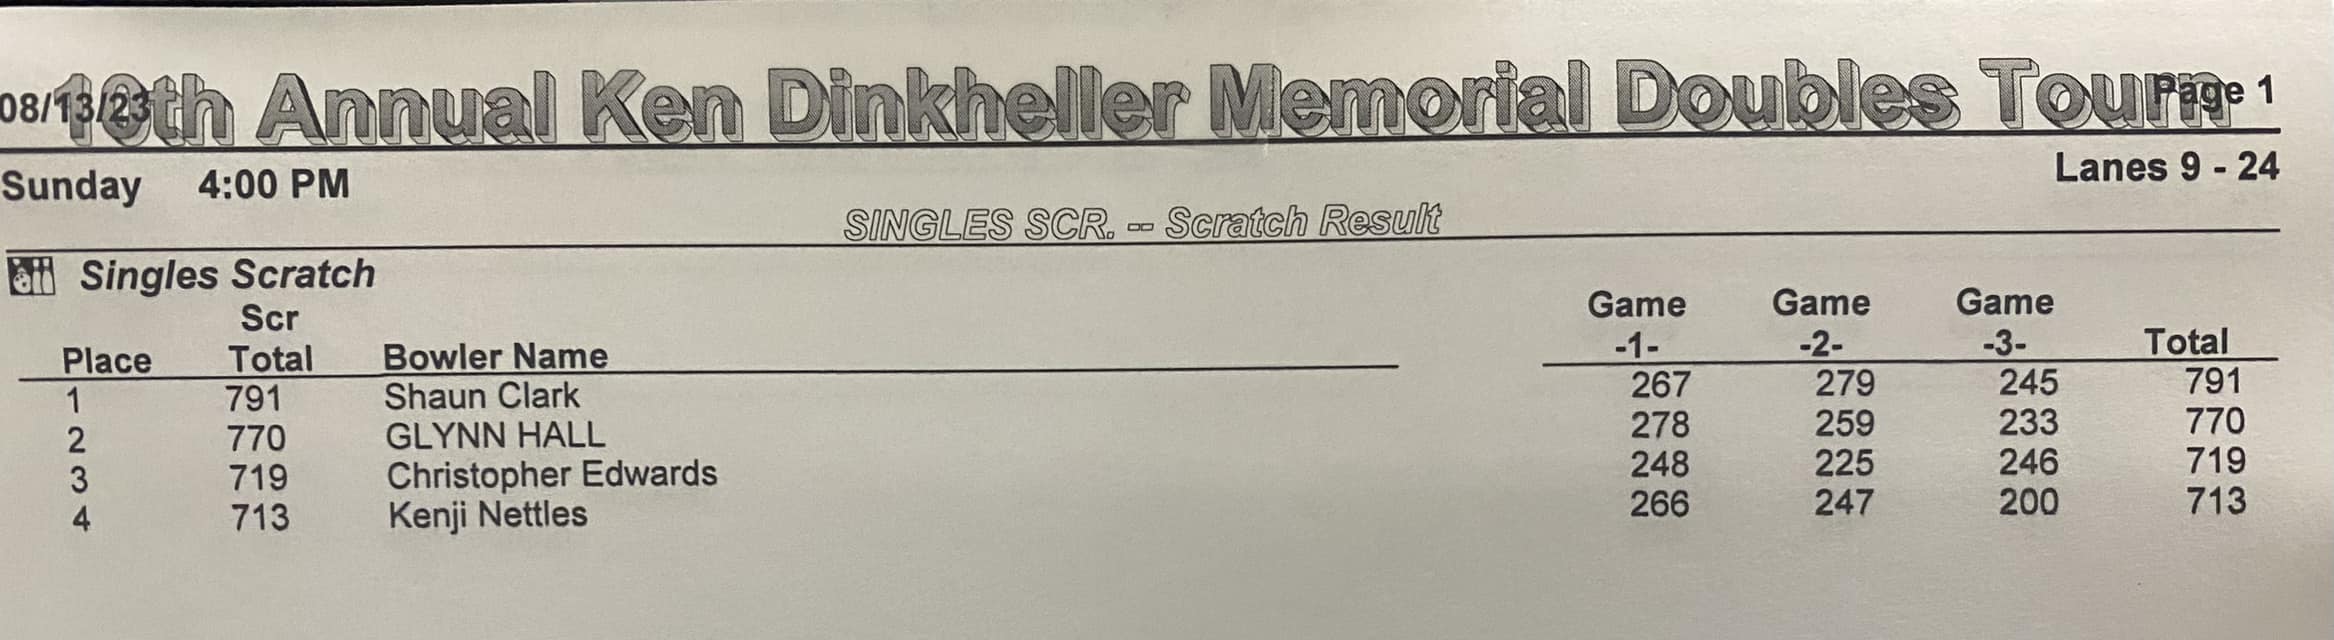 08/13/23 10th Annual Ken Dinkheller Memorial Doubles Tourn Page 1
Sunday 4:00 PM Lanes 9 - 24
SINGLES SCR. -- Scratch Result
Singles Scratch
Scr Game Game Game
Place Total Bowler Name -1- -2- -3- Total
1 791 Shaun Clark 267 279 245 791
2 770 GLYNN HALL 278 259 233 770
3 719 Christopher Edwards 248 225 246 719
4 713 Kenji Nettles 266 247 200 713